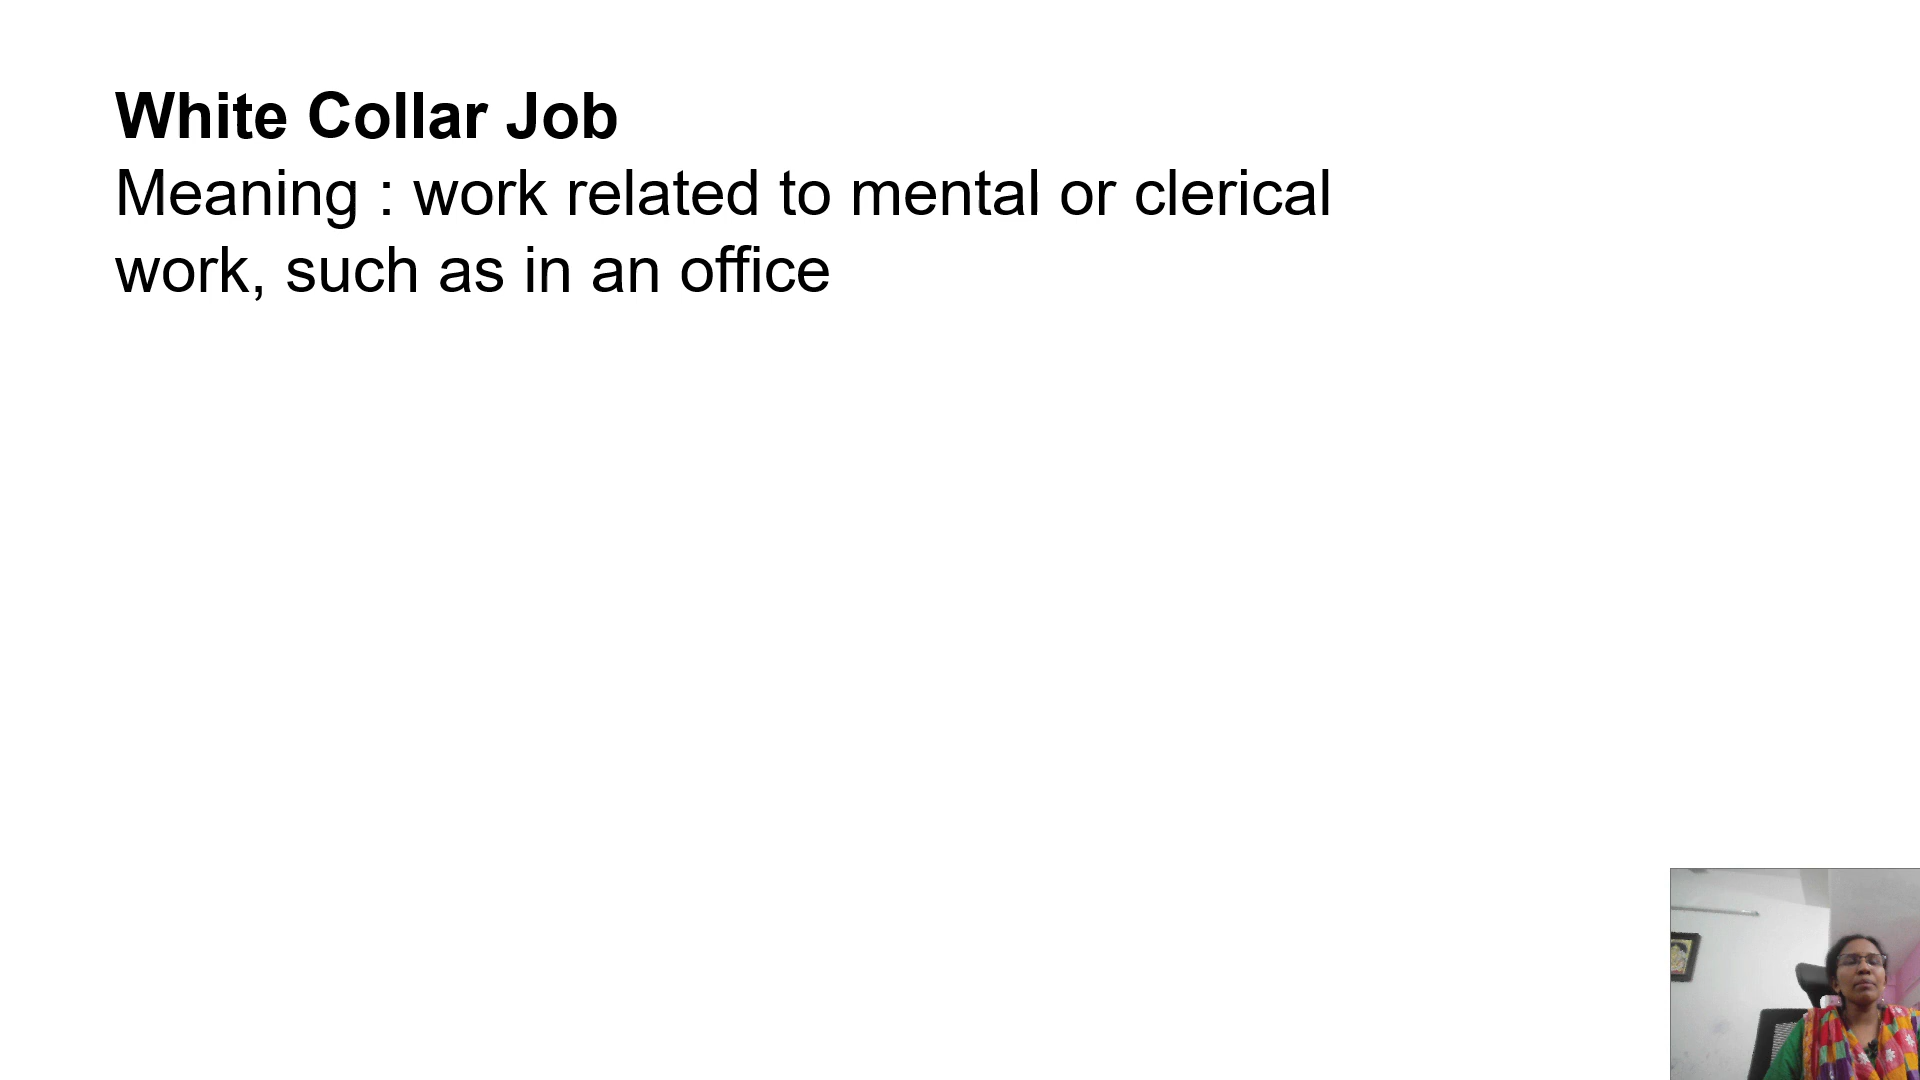 White Collar Job
Meaning : work related to mental or clerical
work, such as in an office